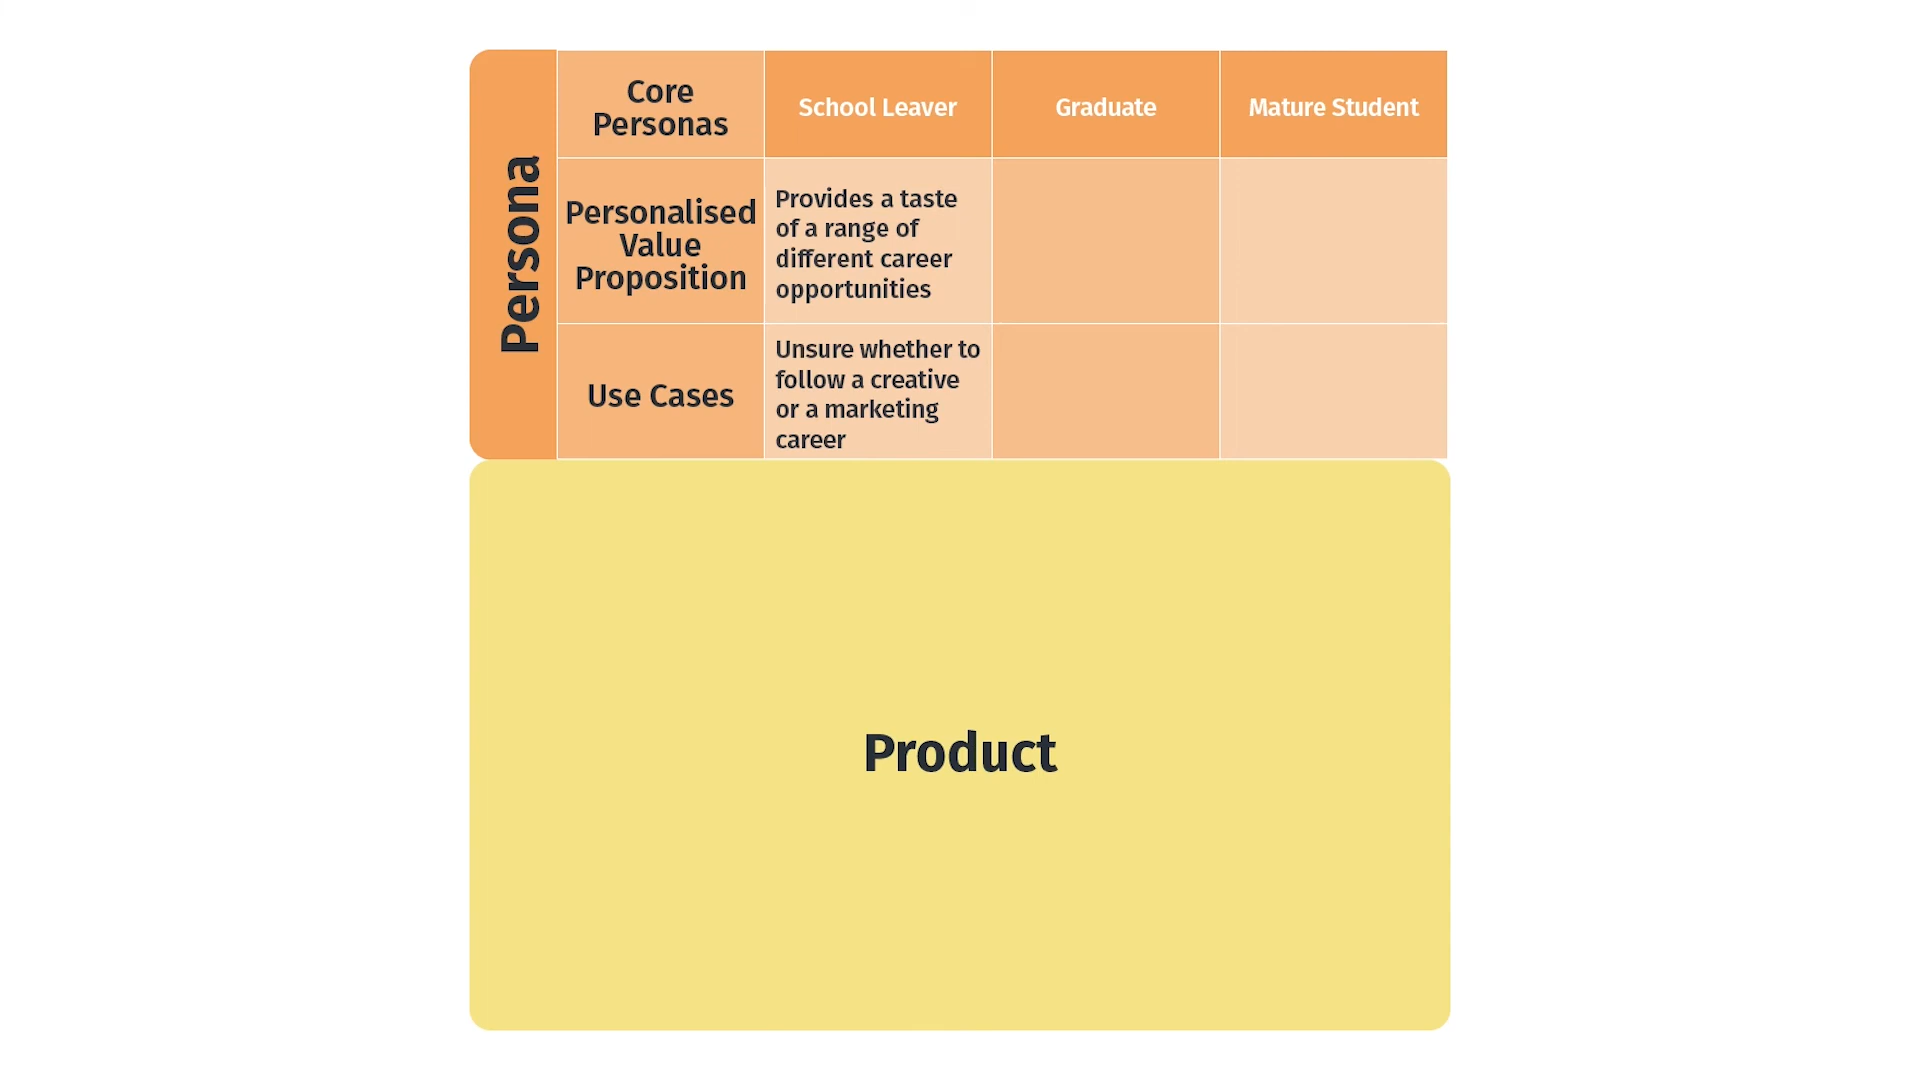 Persona
Core
Personas
School Leaver
Graduate
Mature Student
Personalised
Value
Proposition
Provides a taste
of a range of
different career
opportunities
Use Cases
Unsure whether to
follow a creative
or a marketing
career
Product